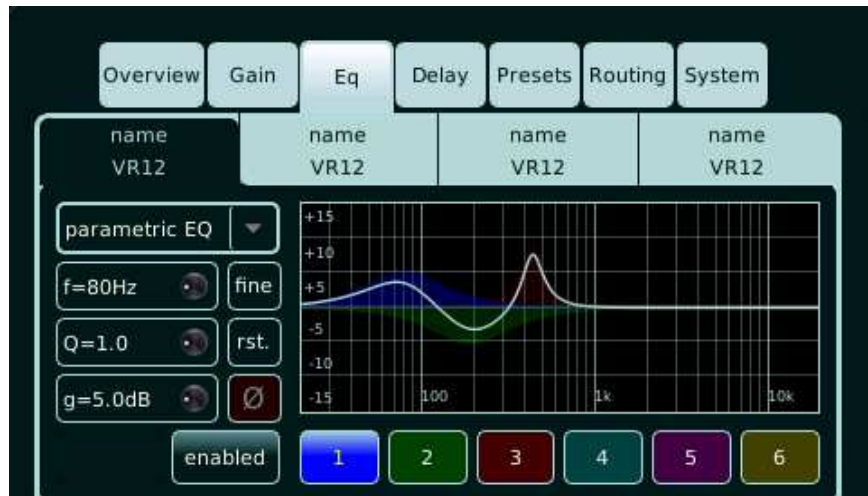 Overview Gain Eq Delay Presets Routing System
name name name name
VR12 VR12 VR12 VR12
parametric EQ
+15
+10
f=80Hz fine +5
Q=1.0 rst. -5
-10
g=5.0dB Ø -15 100 1k 10k
enabled 1 2 3 4 5 6